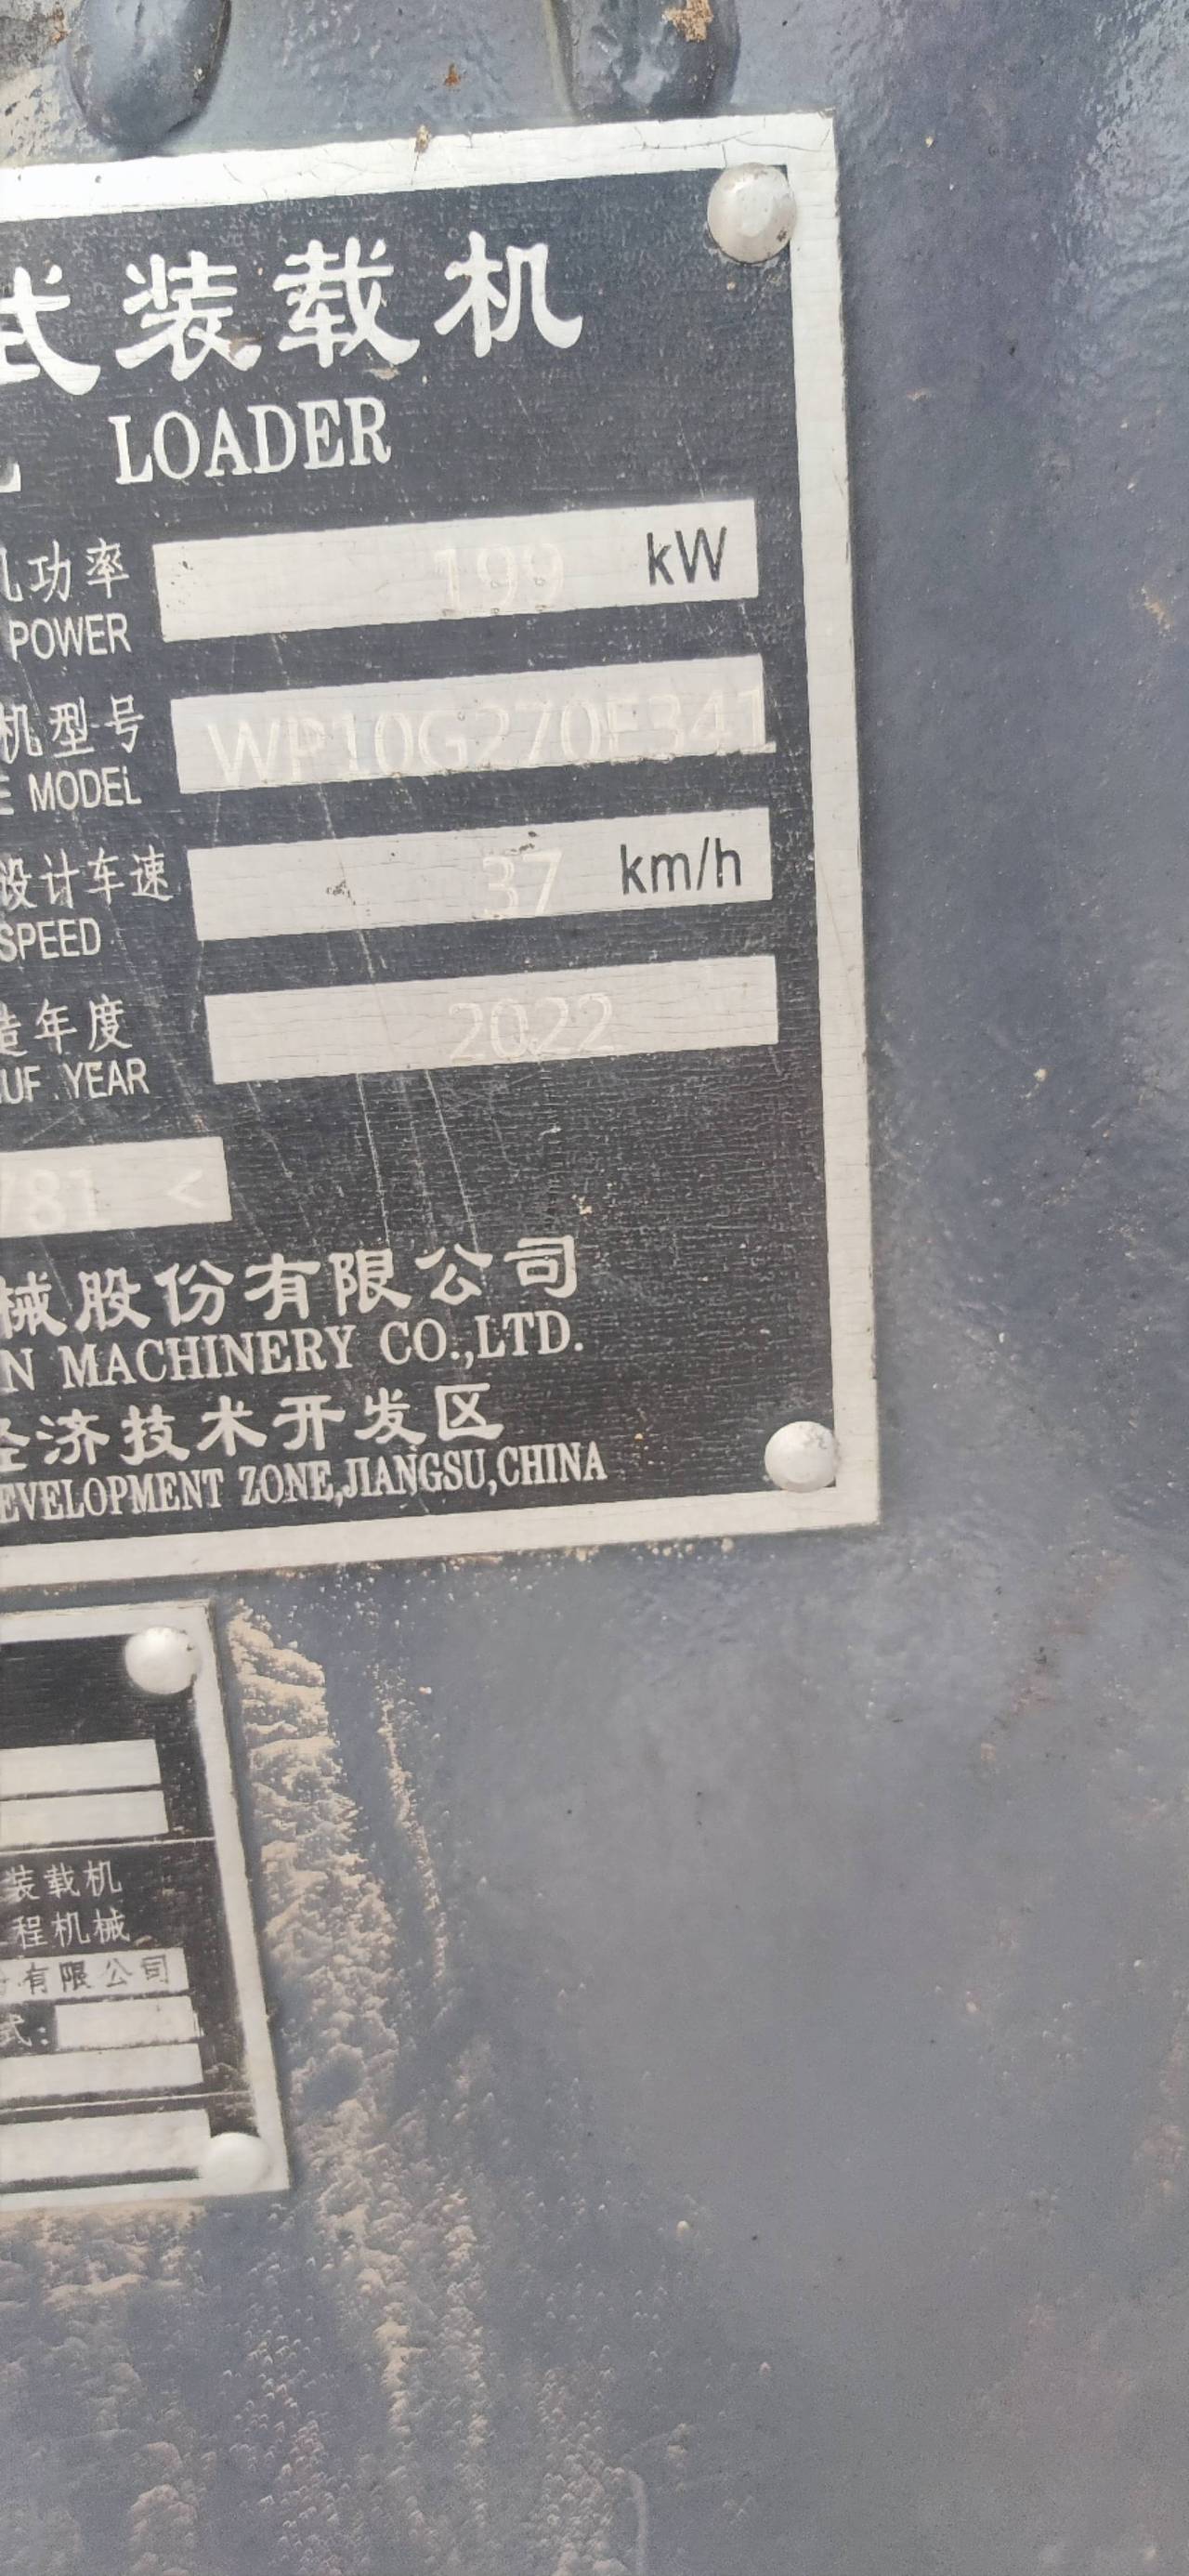 式装载机
LOADER
机功率 199 kW
POWER
机型号 WP10G270E341
MODEL
设计车速 37 km/h
SPEED
造年度 2022
UF. YEAR
781 <
械股份有限公司
N MACHINERY CO.,LTD.
经济技术开发区
EVELOPMENT ZONE,JIANGSU,CHINA
装载机
程机械
有限公司
式: